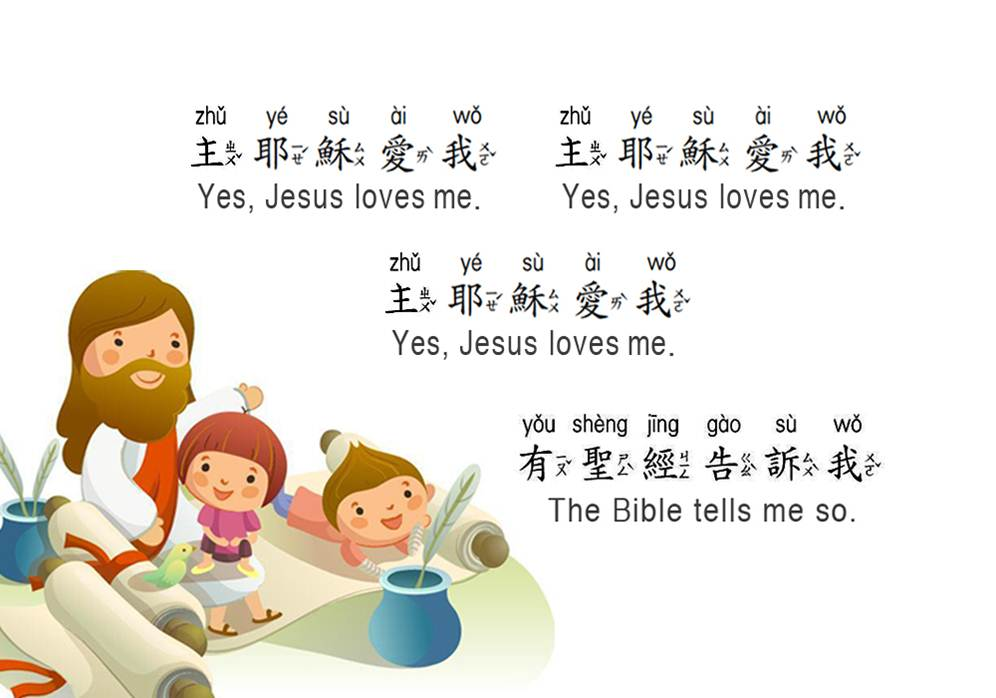 zhǔ yé sù ài wǒ zhǔ yé sù ài wǒ
主ㄓㄨˇ 耶ㄧㄝ 穌ㄙㄨ 愛ㄞˋ 我ㄨㄛˇ 主ㄓㄨˇ 耶ㄧㄝ 穌ㄙㄨ 愛ㄞˋ 我ㄨㄛˇ
Yes, Jesus loves me. Yes, Jesus loves me.
zhǔ yé sù ài wǒ
主ㄓㄨˇ 耶ㄧㄝ 穌ㄙㄨ 愛ㄞˋ 我ㄨㄛˇ
Yes, Jesus loves me.
yǒu shèng jīng gào sù wǒ
有ㄧㄡˇ 聖ㄕㄥˋ 經ㄐㄧㄥ 告ㄍㄠˋ 訴ㄙㄨˋ 我ㄨㄛˇ
The Bible tells me so.